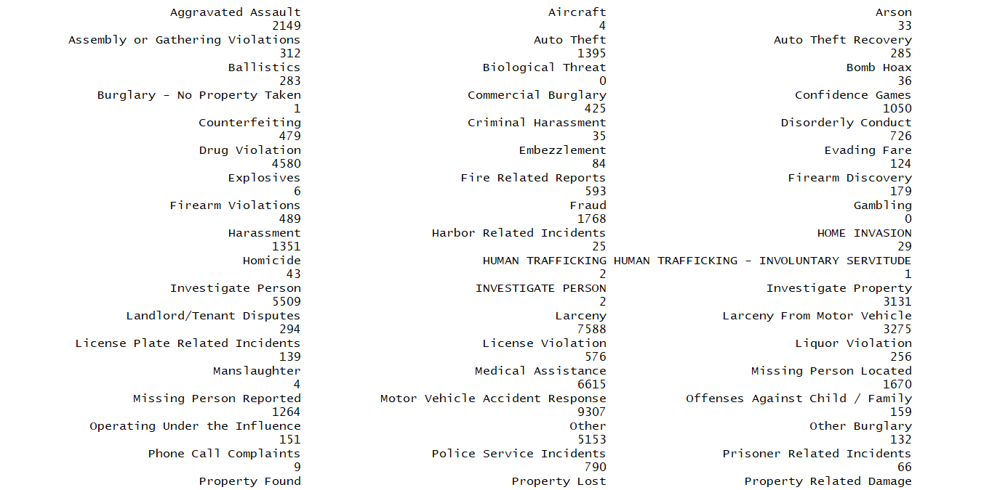 Aggravated Assault Aircraft Arson
2149 4 33
Assembly or Gathering Violations Auto Theft Auto Theft Recovery
312 1395 285
Ballistics Biological Threat Bomb Hoax
283 0 36
Burglary - No Property Taken Commercial Burglary Confidence Games
1 425 1050
Counterfeiting Criminal Harassment Disorderly Conduct
479 35 726
Drug Violation Embezzlement Evading Fare
4580 84 124
Explosives Fire Related Reports Firearm Discovery
6 593 179
Firearm Violations Fraud Gambling
489 1768 0
Harassment Harbor Related Incidents HOME INVASION
1351 25 29
Homicide HUMAN TRAFFICKING HUMAN TRAFFICKING - INVOLUNTARY SERVITUDE
43 2 1
Investigate Person INVESTIGATE PERSON Investigate Property
5509 2 3131
Landlord/Tenant Disputes Larceny Larceny From Motor Vehicle
294 7588 3275
License Plate Related Incidents License Violation Liquor Violation
139 576 256
Manslaughter Medical Assistance Missing Person Located
4 6615 1670
Missing Person Reported Motor Vehicle Accident Response Offenses Against Child / Family
1264 9307 159
Operating Under the Influence Other Other Burglary
151 5153 132
Phone Call Complaints Police Service Incidents Prisoner Related Incidents
9 790 66
Property Found Property Lost Property Related Damage